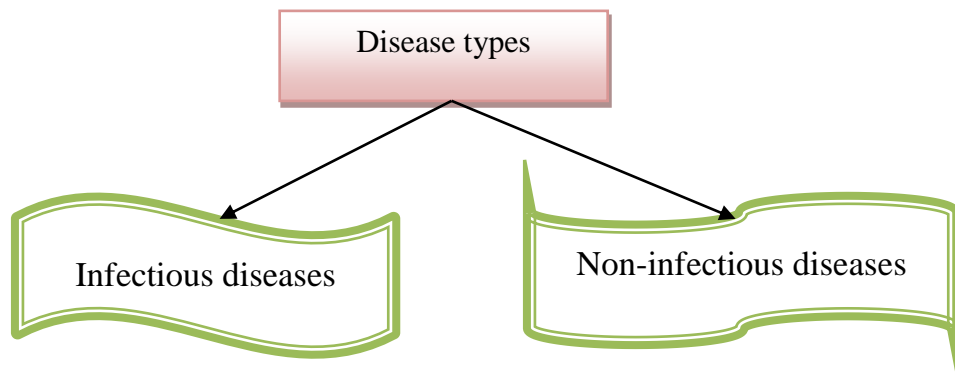 Disease types
Infectious diseases
Non-infectious diseases